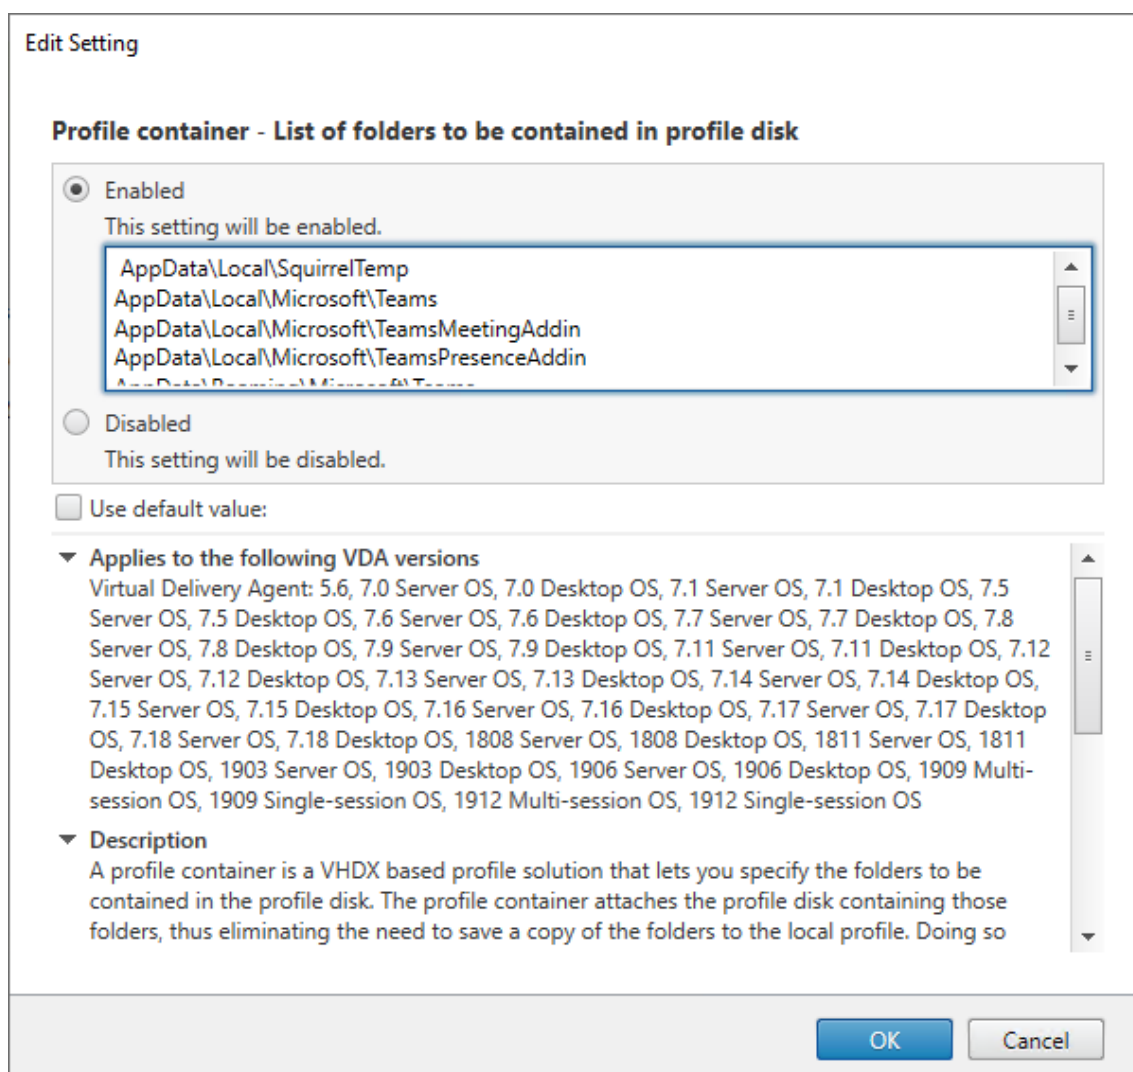 Edit Setting
Profile container - List of folders to be contained in profile disk
Enabled
This setting will be enabled.
AppData\Local\SquirrelTemp
AppData\Local\Microsoft\Teams
AppData\Local\Microsoft\TeamsMeetingAddin
AppData\Local\Microsoft\TeamsPresenceAddin
AppData\Roaming\Microsoft\Teams
Disabled
This setting will be disabled.
Use default value:
Applies to the following VDA versions
Virtual Delivery Agent: 5.6, 7.0 Server OS, 7.0 Desktop OS, 7.1 Server OS, 7.1 Desktop OS, 7.5
Server OS, 7.5 Desktop OS, 7.6 Server OS, 7.6 Desktop OS, 7.7 Server OS, 7.7 Desktop OS, 7.8
Server OS, 7.8 Desktop OS, 7.9 Server OS, 7.9 Desktop OS, 7.11 Server OS, 7.11 Desktop OS, 7.12
Server OS, 7.12 Desktop OS, 7.13 Server OS, 7.13 Desktop OS, 7.14 Server OS, 7.14 Desktop OS,
7.15 Server OS, 7.15 Desktop OS, 7.16 Server OS, 7.16 Desktop OS, 7.17 Server OS, 7.17 Desktop
OS, 7.18 Server OS, 7.18 Desktop OS, 1808 Server OS, 1808 Desktop OS, 1811 Server OS, 1811
Desktop OS, 1903 Server OS, 1903 Desktop OS, 1906 Server OS, 1906 Desktop OS, 1909 Multi-
session OS, 1909 Single-session OS, 1912 Multi-session OS, 1912 Single-session OS
Description
A profile container is a VHDX based profile solution that lets you specify the folders to be
contained in the profile disk. The profile container attaches the profile disk containing those
folders, thus eliminating the need to save a copy of the folders to the local profile. Doing so
OK
Cancel